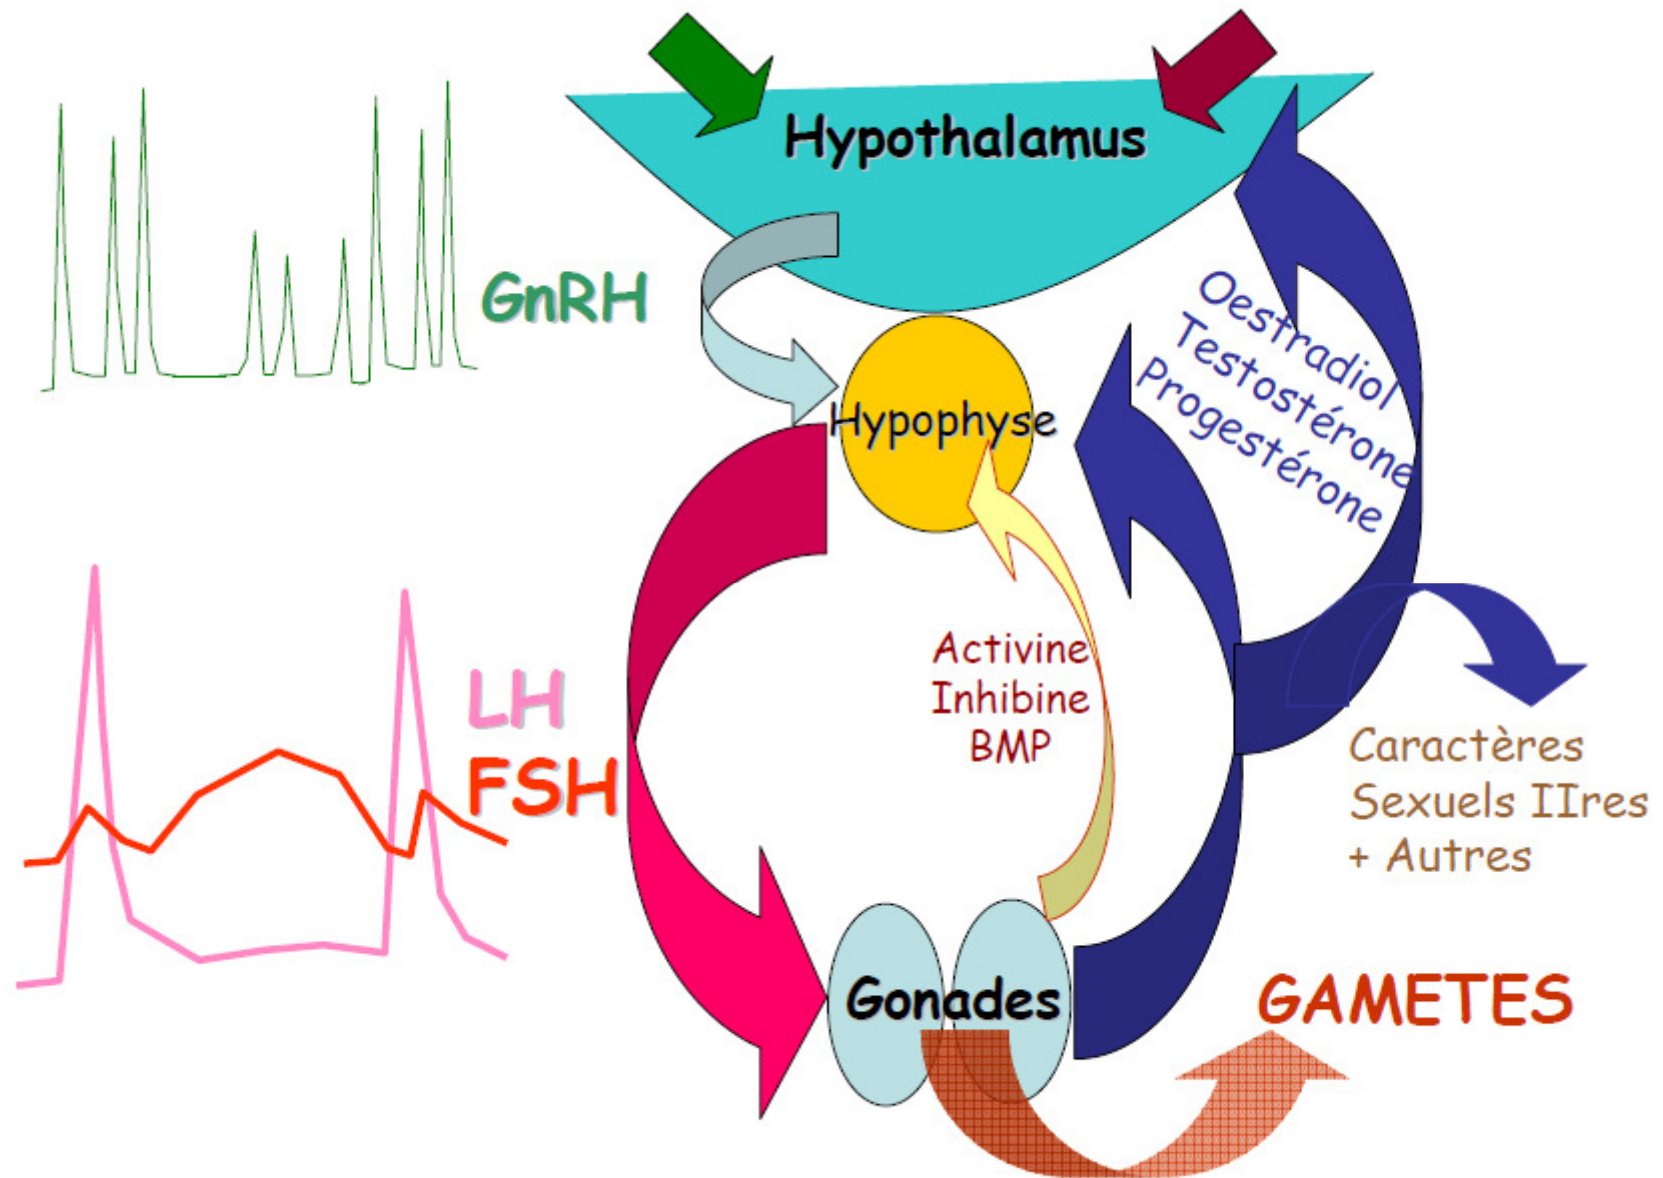 Hypothalamus
GnRH
Oestradiol
Testostérone
Progestérone
Hypophyse
Activine
Inhibine
BMP
LH
FSH
Caractères
Sexuels IIres
+ Autres
Gonades
GAMETES